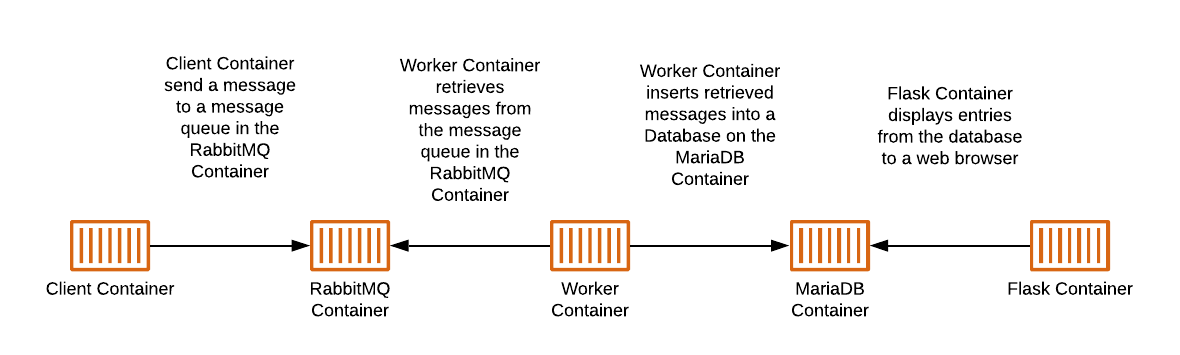 Client Container
send a message
to a message
queue in the
RabbitMQ
Container
Worker Container
retrieves
messages from
the message
queue in the
RabbitMQ
Container
Worker Container
inserts retrieved
messages into a
Database on the
MariaDB
Container
Flask Container
displays entries
from the database
to a web browser
Client Container
RabbitMQ
Container
Worker
Container
MariaDB
Container
Flask Container